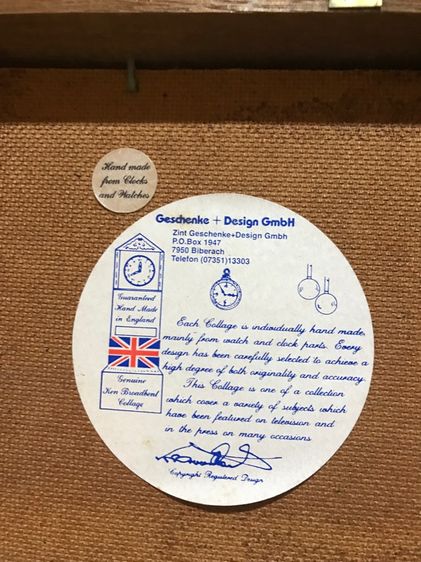 Hand made
from Clocks
and Watches
Geschenke + Design GmbH
Zint Geschenke+Design Gmbh
P.O.Box 1947
7950 Biberach
Telefon (07351)13303
Guaranteed
Hand Made
in England
Genuine
Ken Broadbent
Collage
Each Collage is individually hand made,
mainly from watch and clock parts. Every
design has been carefully selected to achieve a
high degree of both originality and accuracy.
This Collage is one of a collection
which cover a variety of subjects which
have been featured on television and
in the press on many occasions
Copyright Registered Design